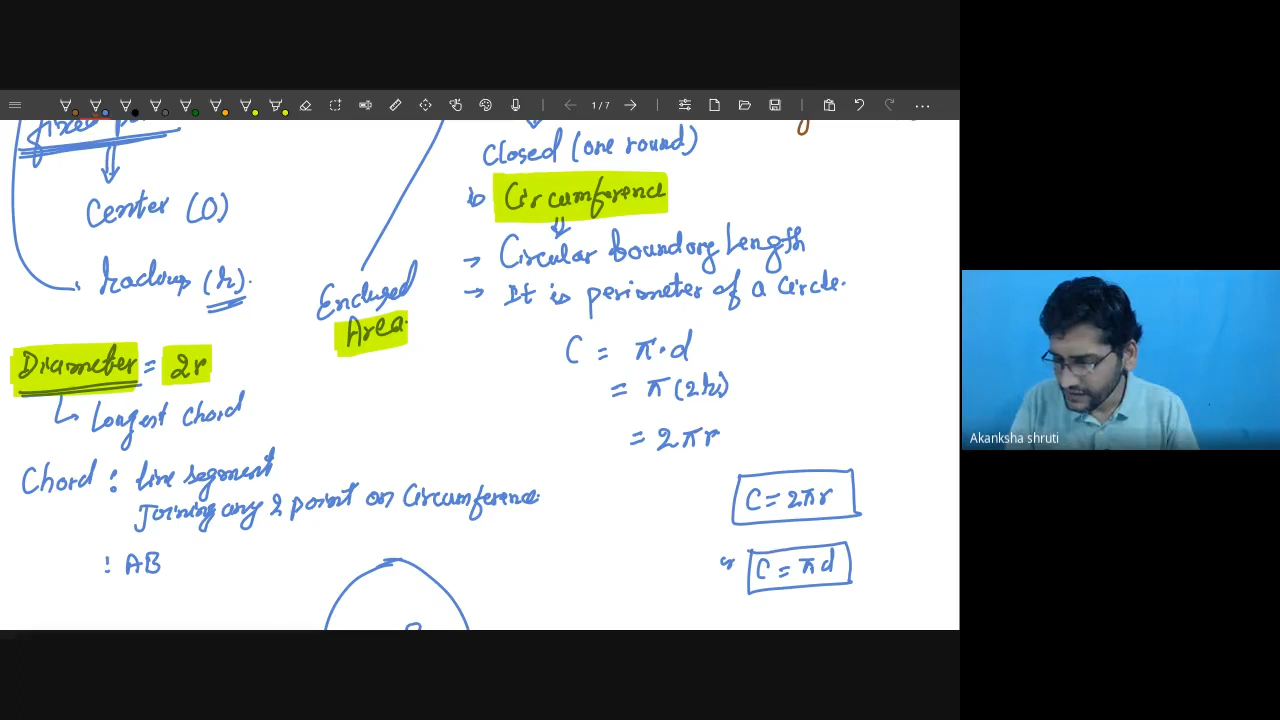 1/7
fixed
Center (O)
radius (r).
Diameter = 2r
Longest chord
Chord : line segment
Joining any 2 point on Circumference.
: AB
Enclosed
Area.
Closed (one round)
Circumference
→ Circular boundary Length
→ It is perimeter of a Circle.
C = π·d
= π(2r)
= 2πr
C = 2πr
or C = πd
Akanksha shruti